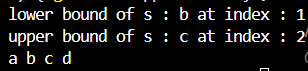 lower bound of s : b at index : 1
upper bound of s : c at index : 2
a b c d